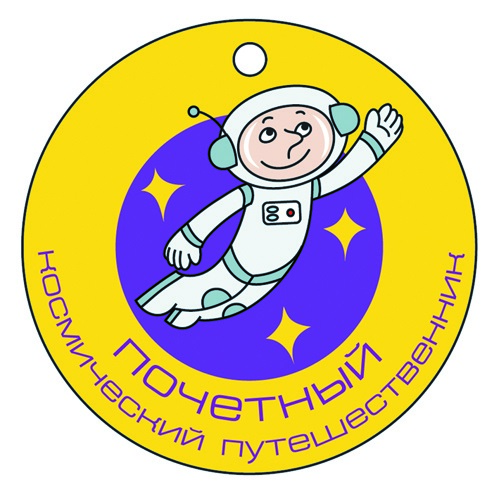 почетный
космический путешественник